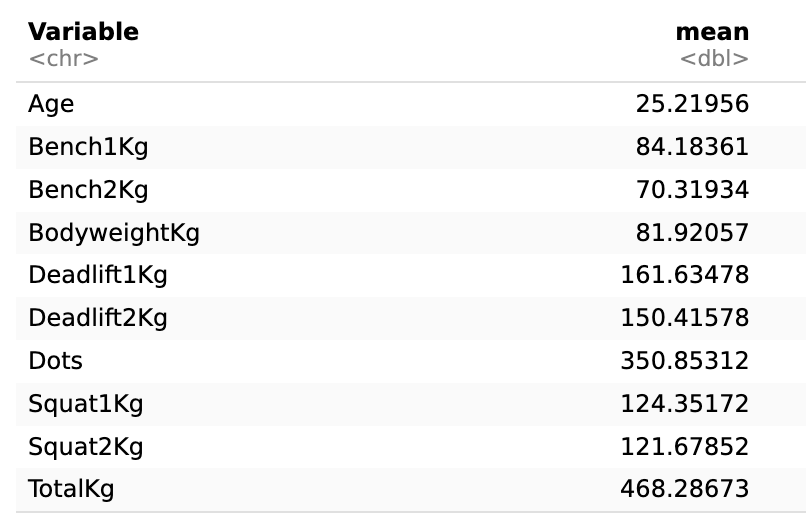 Variable mean
<chr> <dbl>
Age 25.21956
Bench1Kg 84.18361
Bench2Kg 70.31934
BodyweightKg 81.92057
Deadlift1Kg 161.63478
Deadlift2Kg 150.41578
Dots 350.85312
Squat1Kg 124.35172
Squat2Kg 121.67852
TotalKg 468.28673